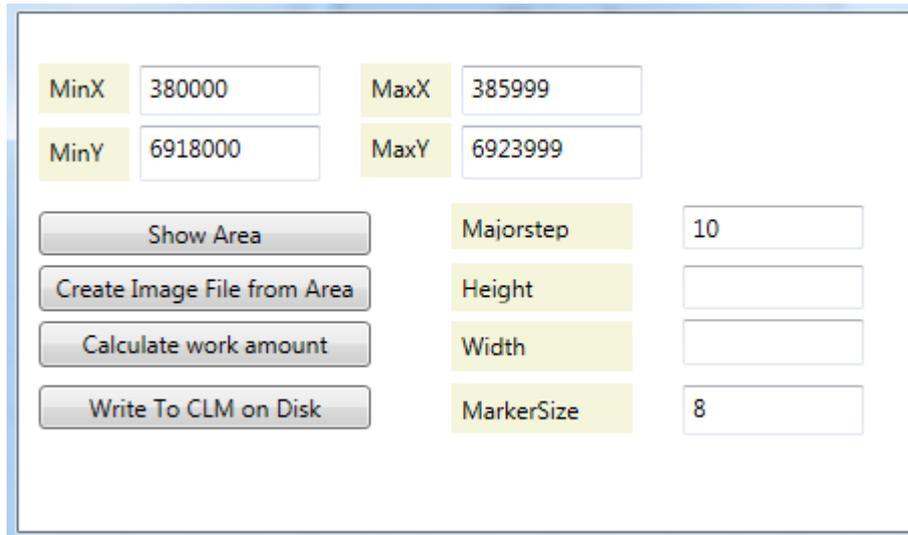 MinX 380000 MaxX 385999
MinY 6918000 MaxY 6923999
Show Area Majorstep 10
Create Image File from Area Height
Calculate work amount Width
Write To CLM on Disk MarkerSize 8